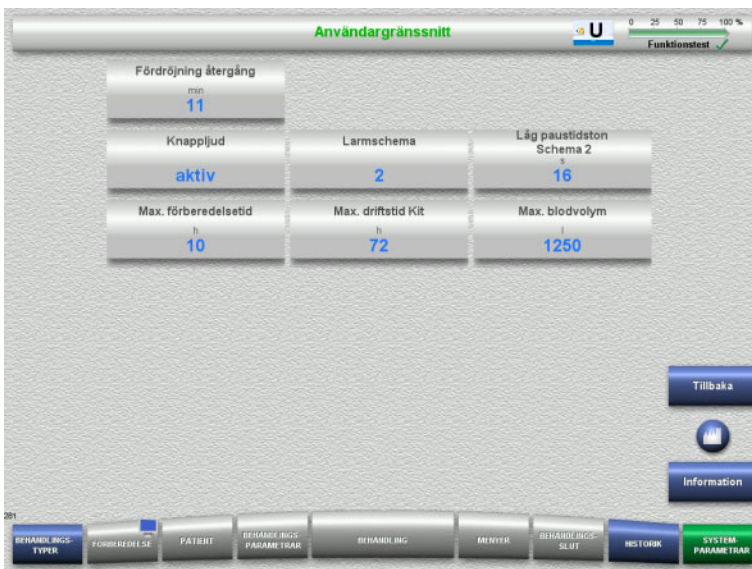 Användargränssnitt
U
0 25 50 75 100 %
Funktionstest
Fördröjning återgång
min
11
Knappljud
aktiv
Larmschema
2
Låg paustidston
Schema 2
s
16
Max. förberedelsetid
h
10
Max. driftstid Kit
h
72
Max. blodvolym
l
1250
Tillbaka
Information
281
BEHANDLINGS-
TYPER
FÖRBEREDELSE
PATIENT
BEHANDLINGS-
PARAMETRAR
BEHANDLING
MENYER
BEHANDLINGS-
SLUT
HISTORIK
SYSTEM-
PARAMETRAR